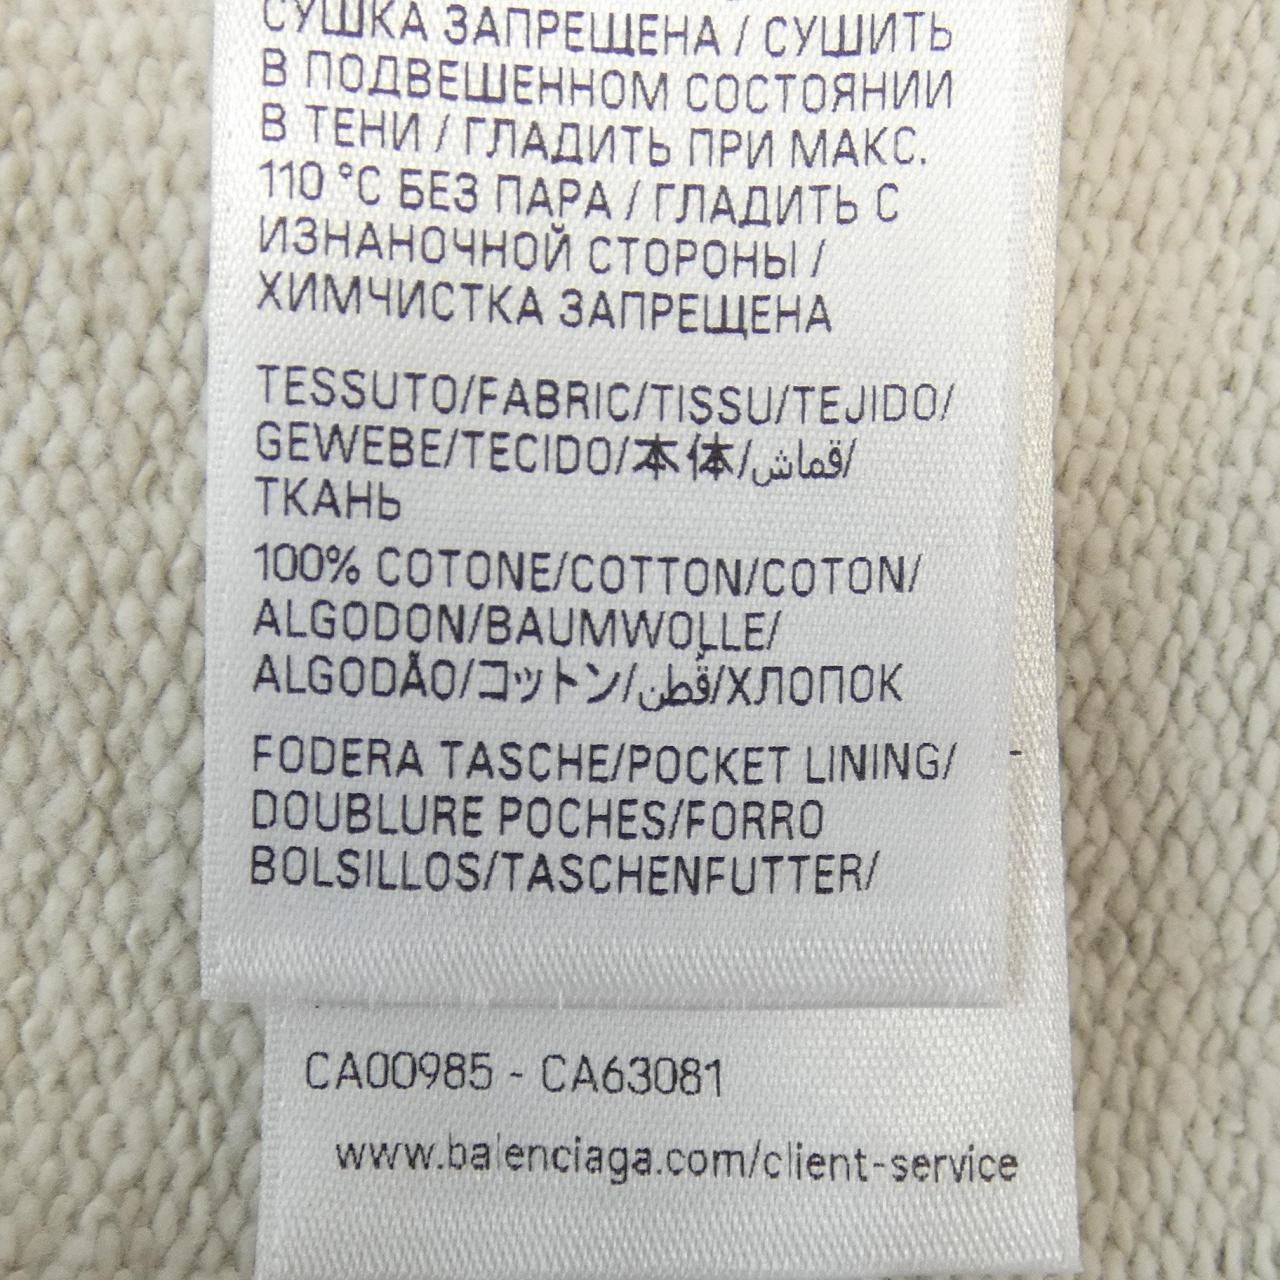 СУШКА ЗАПРЕЩЕНА / СУШИТЬ
В ПОДВЕШЕННОМ СОСТОЯНИИ
В ТЕНИ / ГЛАДИТЬ ПРИ МАКС.
110 °C БЕЗ ПАРА / ГЛАДИТЬ С
ИЗНАНОЧНОЙ СТОРОНЫ /
ХИМЧИСТКА ЗАПРЕЩЕНА
TESSUTO/FABRIC/TISSU/TEJIDO/
GEWEBE/TECIDO/本体/قماش/
ТКАНЬ
100% COTONE/COTTON/COTON/
ALGODON/BAUMWOLLE/
ALGODÃO/コットン/قُطن/ХЛОПОК
FODERA TASCHE/POCKET LINING/
DOUBLURE POCHES/FORRO
BOLSILLOS/TASCHENFUTTER/
CA00985 - CA63081
www.balenciaga.com/client-service